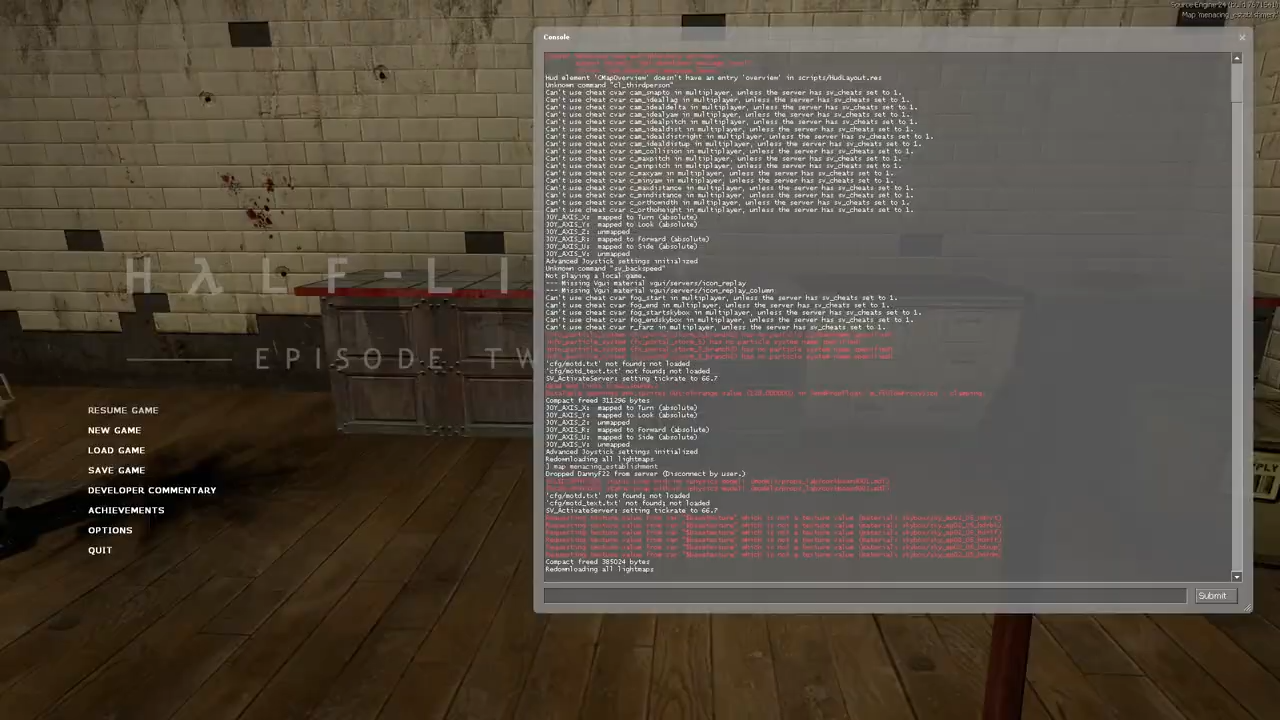 Source Engine 24 (build
Map 'menacing_establishment'
Console
Hud element 'CMapOverview' doesn't have an entry 'overview' in scripts/HudLayout.res
Unknown command "cl_thirdperson"
Can't use cheat cvar cam_snapto in multiplayer, unless the server has sv_cheats set to 1.
Can't use cheat cvar cam_ideallag in multiplayer, unless the server has sv_cheats set to 1.
Can't use cheat cvar cam_idealdelta in multiplayer, unless the server has sv_cheats set to 1.
Can't use cheat cvar cam_idealyaw in multiplayer, unless the server has sv_cheats set to 1.
Can't use cheat cvar cam_idealpitch in multiplayer, unless the server has sv_cheats set to 1.
Can't use cheat cvar cam_idealdist in multiplayer, unless the server has sv_cheats set to 1.
Can't use cheat cvar cam_idealdistright in multiplayer, unless the server has sv_cheats set to 1.
Can't use cheat cvar cam_idealdistup in multiplayer, unless the server has sv_cheats set to 1.
Can't use cheat cvar cam_collision in multiplayer, unless the server has sv_cheats set to 1.
Can't use cheat cvar c_maxpitch in multiplayer, unless the server has sv_cheats set to 1.
Can't use cheat cvar c_minpitch in multiplayer, unless the server has sv_cheats set to 1.
Can't use cheat cvar c_maxyaw in multiplayer, unless the server has sv_cheats set to 1.
Can't use cheat cvar c_minyaw in multiplayer, unless the server has sv_cheats set to 1.
Can't use cheat cvar c_maxdistance in multiplayer, unless the server has sv_cheats set to 1.
Can't use cheat cvar c_mindistance in multiplayer, unless the server has sv_cheats set to 1.
Can't use cheat cvar c_orthowidth in multiplayer, unless the server has sv_cheats set to 1.
Can't use cheat cvar c_orthoheight in multiplayer, unless the server has sv_cheats set to 1.
JOY_AXIS_X: mapped to Turn (absolute)
JOY_AXIS_Y: mapped to Look (absolute)
JOY_AXIS_Z: unmapped
JOY_AXIS_R: mapped to Forward (absolute)
JOY_AXIS_U: mapped to Side (absolute)
JOY_AXIS_V: unmapped
Advanced Joystick settings initialized
Unknown command "sv_backspeed"
Not playing a local game.
--- Missing Vgui material vgui/servers/icon_replay
--- Missing Vgui material vgui/servers/icon_replay_column
Can't use cheat cvar fog_start in multiplayer, unless the server has sv_cheats set to 1.
Can't use cheat cvar fog_end in multiplayer, unless the server has sv_cheats set to 1.
Can't use cheat cvar fog_startskybox in multiplayer, unless the server has sv_cheats set to 1.
Can't use cheat cvar fog_endskybox in multiplayer, unless the server has sv_cheats set to 1.
Can't use cheat cvar r_farz in multiplayer, unless the server has sv_cheats set to 1.
'cfg/motd.txt' not found; not loaded
'cfg/motd_text.txt' not found; not loaded
SV_ActivateServer: setting tickrate to 66.7
Compact freed 311296 bytes
JOY_AXIS_X: mapped to Turn (absolute)
JOY_AXIS_Y: mapped to Look (absolute)
JOY_AXIS_Z: unmapped
JOY_AXIS_R: mapped to Forward (absolute)
JOY_AXIS_U: mapped to Side (absolute)
JOY_AXIS_V: unmapped
Advanced Joystick settings initialized
Redownloading all lightmaps
] map menacing_establishment
Dropped DannyF22 from server (Disconnect by user.)
'cfg/motd.txt' not found; not loaded
'cfg/motd_text.txt' not found; not loaded
SV_ActivateServer: setting tickrate to 66.7
Compact freed 385024 bytes
Redownloading all lightmaps
Submit
HλLF-LI
EPISODE TW
RESUME GAME
NEW GAME
LOAD GAME
SAVE GAME
DEVELOPER COMMENTARY
ACHIEVEMENTS
OPTIONS
QUIT